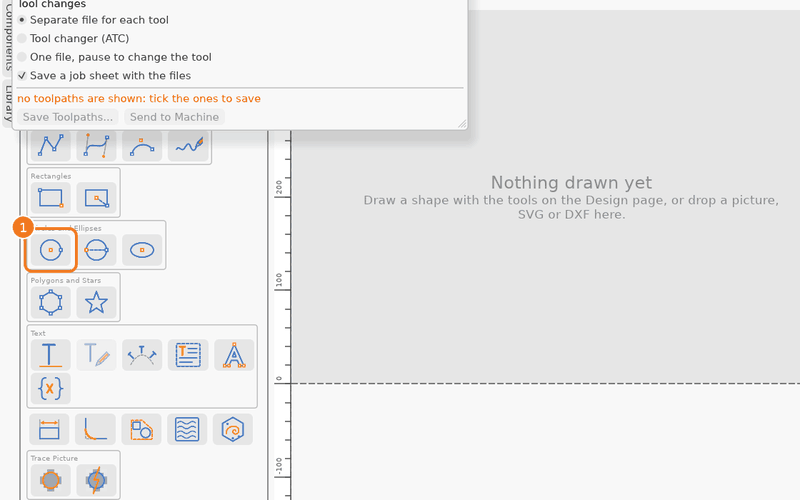 Tool changes
Separate file for each tool
Tool changer (ATC)
One file, pause to change the tool
Save a job sheet with the files
no toolpaths are shown: tick the ones to save
Save Toolpaths...
Send to Machine
Components
Library
Rectangles
1
and Ellipses
Polygons and Stars
Text
Trace Picture
200
100
0
-100
Nothing drawn yet
Draw a shape with the tools on the Design page, or drop a picture,
SVG or DXF here.